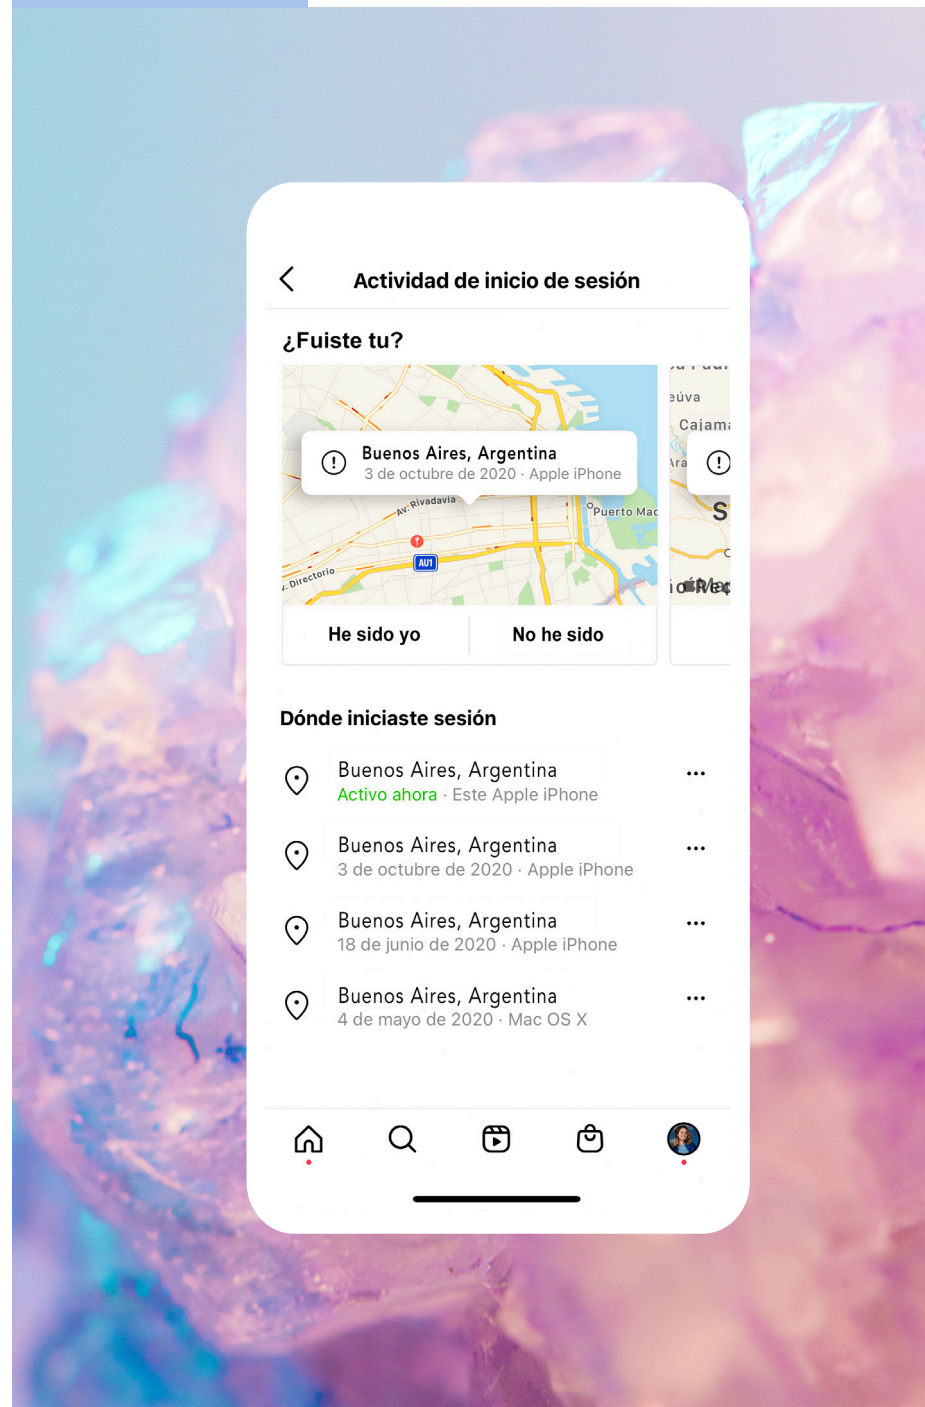 Actividad de inicio de sesión
¿Fuiste tu?
eúva
Cajam
Buenos Aires, Argentina
3 de octubre de 2020 · Apple iPhone
Av. Rivadavia
Puerto Mad
S
AU1
. Directorio
He sido yo
No he sido
Dónde iniciaste sesión
Buenos Aires, Argentina
Activo ahora · Este Apple iPhone
Buenos Aires, Argentina
3 de octubre de 2020 · Apple iPhone
Buenos Aires, Argentina
18 de junio de 2020 · Apple iPhone
Buenos Aires, Argentina
4 de mayo de 2020 · Mac OS X